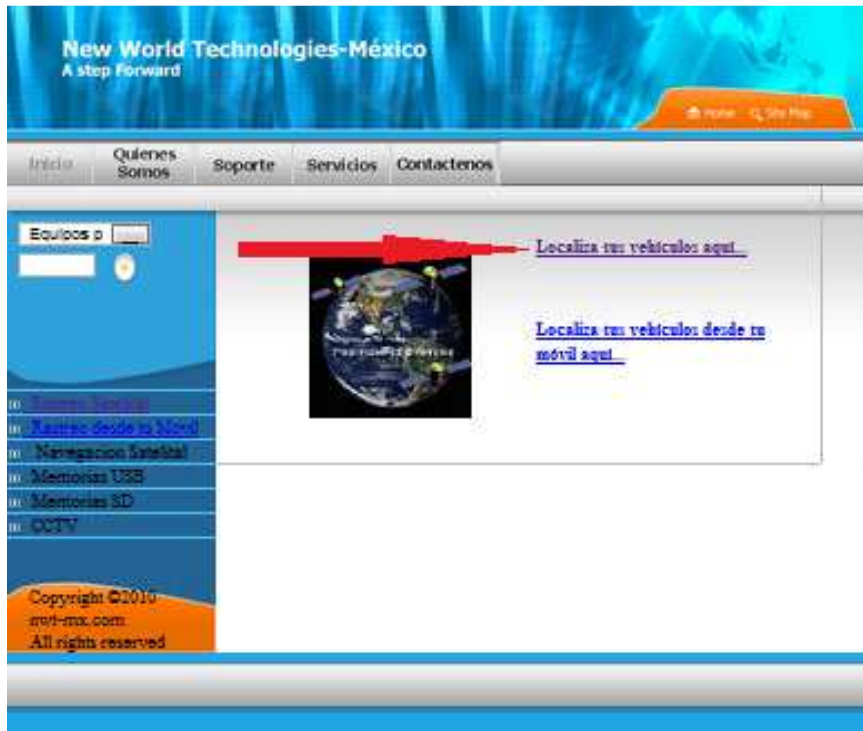 New World Technologies-México
A step Forward
Home Site Map
Inicio
Quienes
Somos
Soporte
Servicios
Contactenos
Equipos p
Localiza tus vehículos aquí...
Localiza tus vehículos desde tu
móvil aquí...
Rastreo Satelital
Rastreo desde tu Móvil
Navegacion Satelital
Memorias USB
Memorias SD
CCTV
Copyright ©2010
nwt-mx.com
All rights reserved